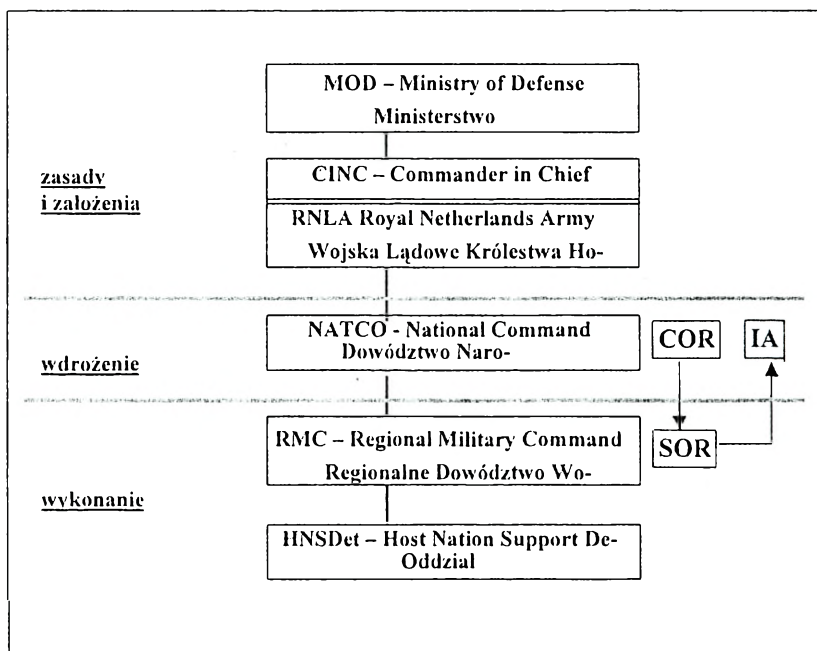 MOD – Ministry of Defense
Ministerstwo
zasady
i założenia
CINC – Commander in Chief
RNLA Royal Netherlands Army
Wojska Lądowe Królestwa Ho-
NATCO - National Command
Dowództwo Naro-
COR
IA
wdrożenie
RMC – Regional Military Command
Regionalne Dowództwo Wo-
SOR
wykonanie
HNSDet – Host Nation Support De-
Oddział